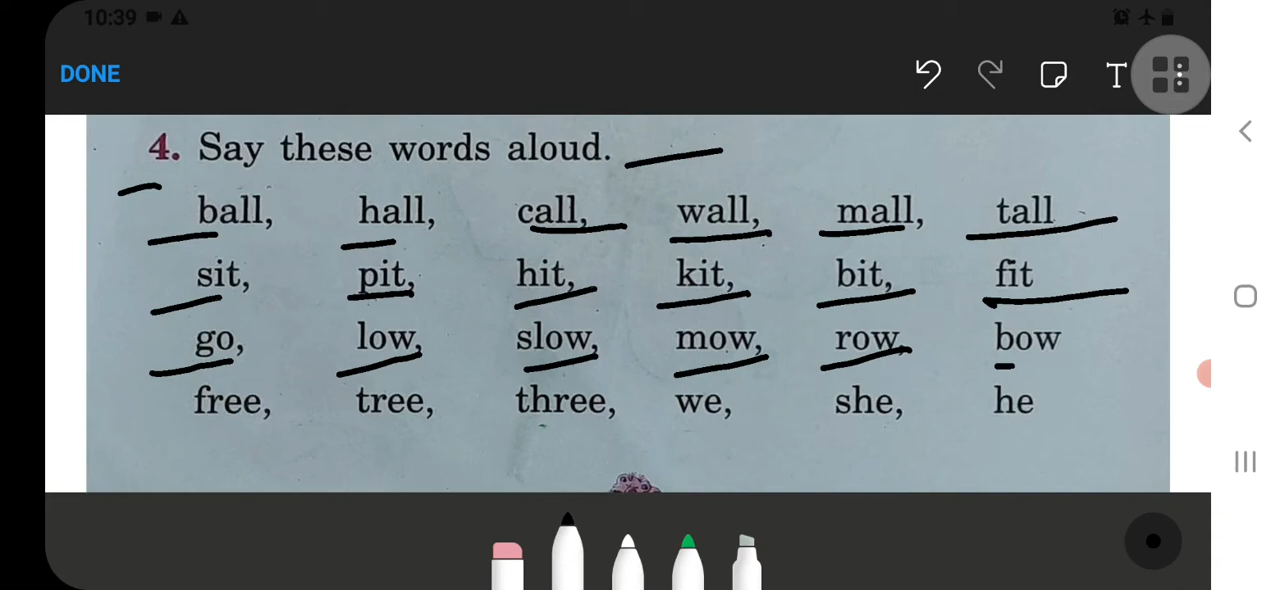 10:39
DONE
T
4. Say these words aloud.
ball, hall, call, wall, mall, tall
sit, pit, hit, kit, bit, fit
go, low, slow, mow, row, bow
free, tree, three, we, she, he